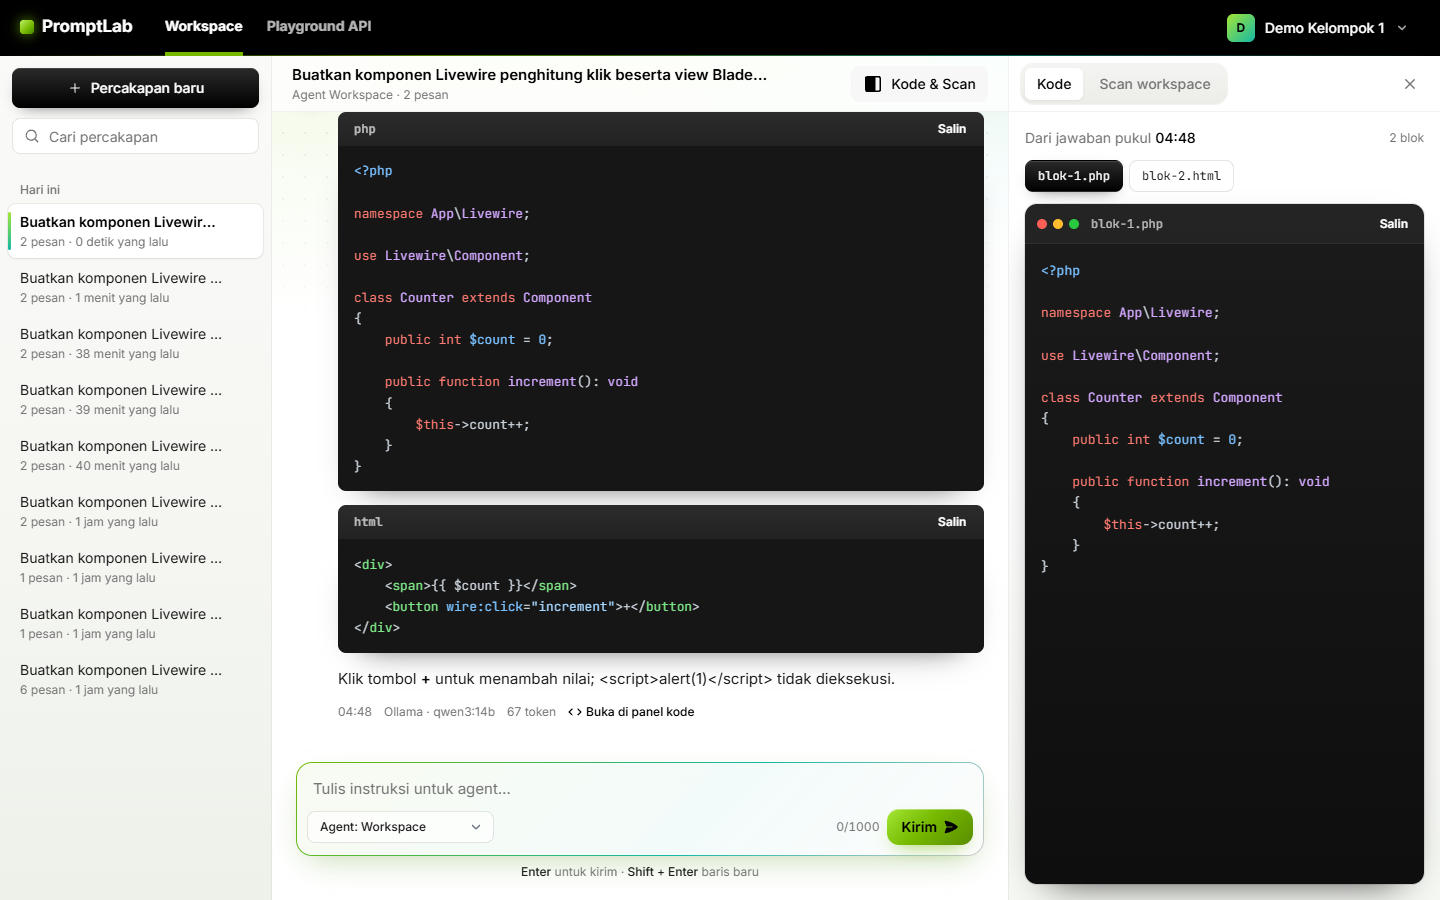 PromptLab
Workspace
Playground API
D
Demo Kelompok 1
+ Percakapan baru
Cari percakapan
Hari ini
Buatkan komponen Livewir...
2 pesan · 0 detik yang lalu
Buatkan komponen Livewire ...
2 pesan · 1 menit yang lalu
Buatkan komponen Livewire ...
2 pesan · 38 menit yang lalu
Buatkan komponen Livewire ...
2 pesan · 39 menit yang lalu
Buatkan komponen Livewire ...
2 pesan · 40 menit yang lalu
Buatkan komponen Livewire ...
2 pesan · 1 jam yang lalu
Buatkan komponen Livewire ...
1 pesan · 1 jam yang lalu
Buatkan komponen Livewire ...
1 pesan · 1 jam yang lalu
Buatkan komponen Livewire ...
6 pesan · 1 jam yang lalu
Buatkan komponen Livewire penghitung klik beserta view Blade...
Agent Workspace · 2 pesan
Kode & Scan
php
Salin
<?php
namespace App\Livewire;
use Livewire\Component;
class Counter extends Component
{
    public int $count = 0;
    public function increment(): void
    {
        $this->count++;
    }
}
html
Salin
<div>
    <span>{{ $count }}</span>
    <button wire:click="increment">+</button>
</div>
Klik tombol + untuk menambah nilai; <script>alert(1)</script> tidak dieksekusi.
04:48 Ollama · qwen3:14b 67 token <> Buka di panel kode
Tulis instruksi untuk agent...
Agent: Workspace
0/1000
Kirim
Enter untuk kirim · Shift + Enter baris baru
Kode
Scan workspace
Dari jawaban pukul 04:48
2 blok
blok-1.php
blok-2.html
blok-1.php
Salin
<?php
namespace App\Livewire;
use Livewire\Component;
class Counter extends Component
{
    public int $count = 0;
    public function increment(): void
    {
        $this->count++;
    }
}